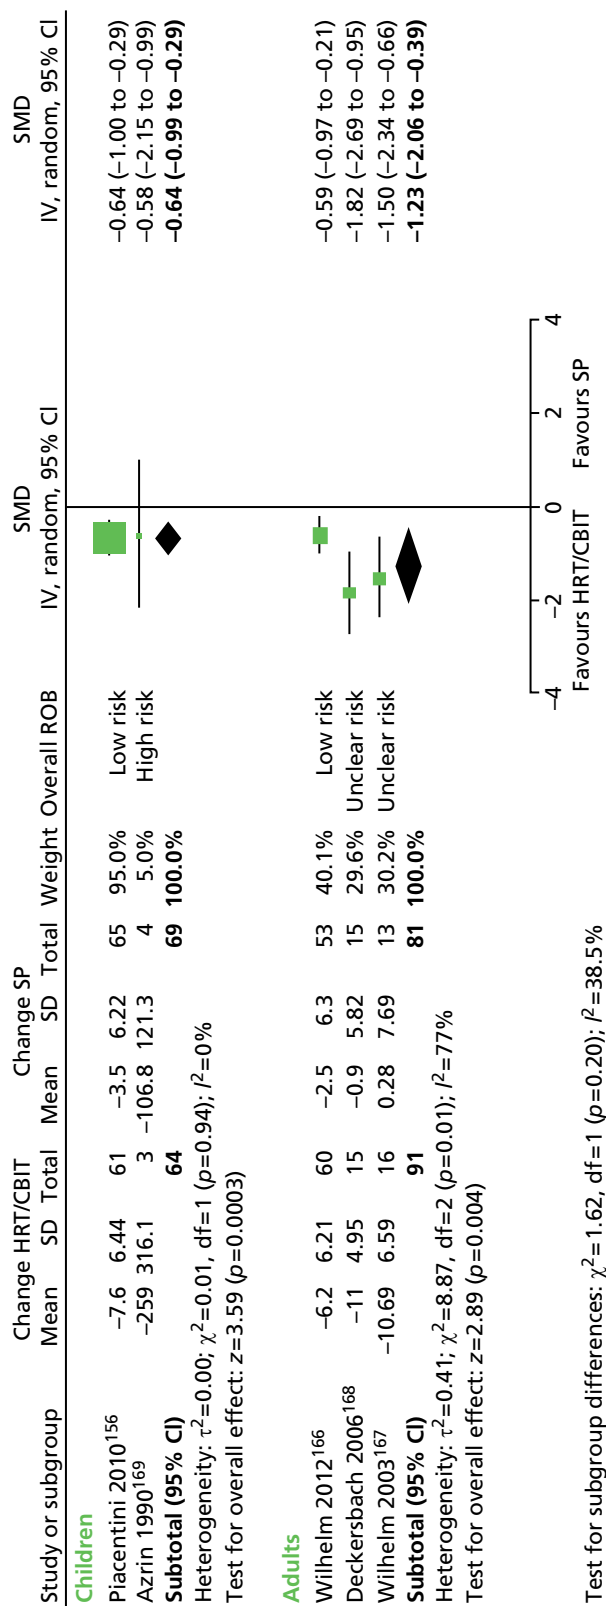 Change HRT/CBIT Change SP SMD SMD
Study or subgroup Mean SD Total Mean SD Total Weight Overall ROB IV, random, 95% CI IV, random, 95% CI
Children
Piacentini 2010¹⁵⁶ −7.6 6.44 61 −3.5 6.22 65 95.0% Low risk −0.64 (−1.00 to −0.29)
Azrin 1990¹⁶⁹ −259 316.1 3 −106.8 121.3 4 5.0% High risk −0.58 (−2.15 to −0.99)
Subtotal (95% CI) 64 69 100.0% −0.64 (−0.99 to −0.29)
Heterogeneity: τ²=0.00; χ²=0.01, df=1 (p=0.94); I²=0%
Test for overall effect: z=3.59 (p=0.0003)
Adults
Wilhelm 2012¹⁶⁶ −6.2 6.21 60 −2.5 6.3 53 40.1% Low risk −0.59 (−0.97 to −0.21)
Deckersbach 2006¹⁶⁸ −11 4.95 15 −0.9 5.82 15 29.6% Unclear risk −1.82 (−2.69 to −0.95)
Wilhelm 2003¹⁶⁷ −10.69 6.59 16 0.28 7.69 13 30.2% Unclear risk −1.50 (−2.34 to −0.66)
Subtotal (95% CI) 91 81 100.0% −1.23 (−2.06 to −0.39)
Heterogeneity: τ²=0.41; χ²=8.87, df=2 (p=0.01); I²=77%
Test for overall effect: z=2.89 (p=0.004)
−4 −2 0 2 4
Favours HRT/CBIT Favours SP
Test for subgroup differences: χ²=1.62, df=1 (p=0.20); I²=38.5%